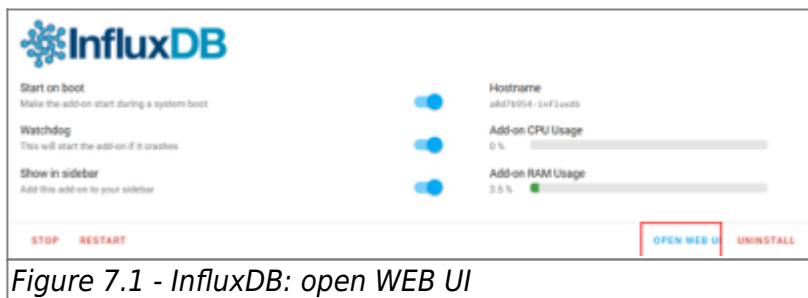 InfluxDB
Start on boot
Make the add-on start during a system boot
Hostname
a0d7b954-influxdb
Watchdog
This will start the add-on if it crashes
Add-on CPU Usage
0 %
Show in sidebar
Add this add-on to your sidebar
Add-on RAM Usage
3.5 %
STOP RESTART OPEN WEB UI UNINSTALL
Figure 7.1 - InfluxDB: open WEB UI